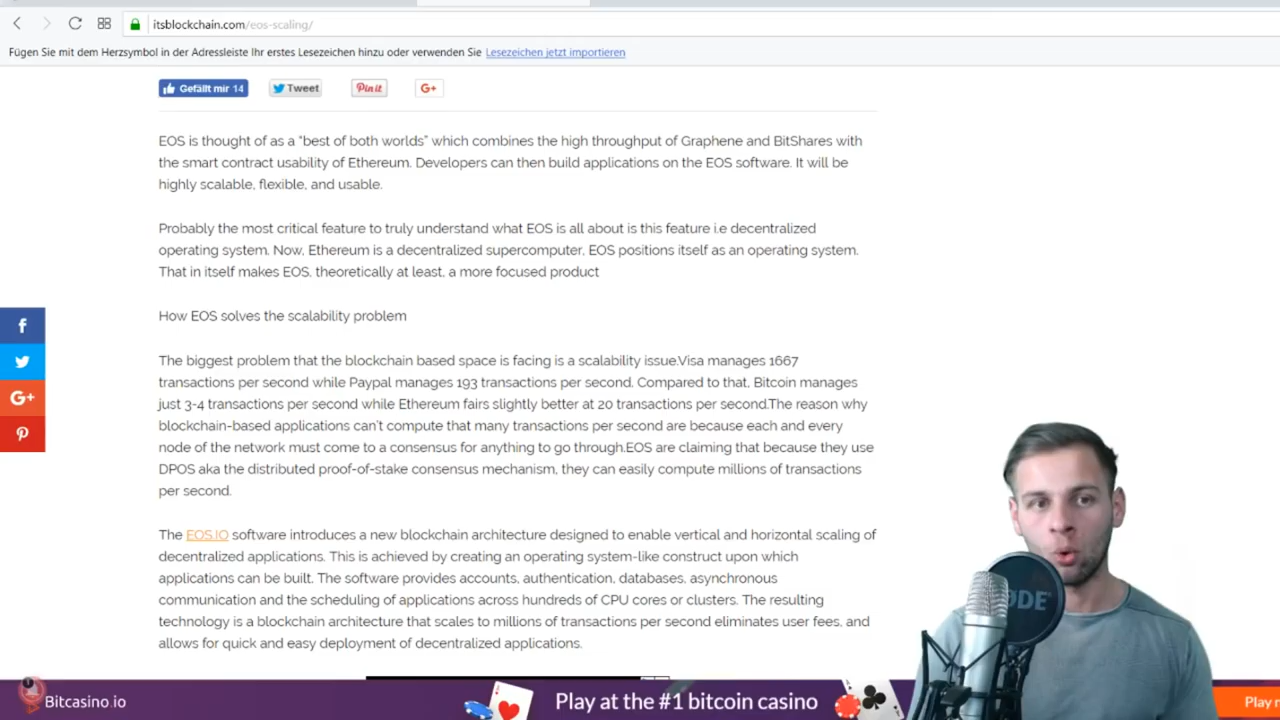 itsblockchain.com/eos-scaling/
Fügen Sie mit dem Herzsymbol in der Adressleiste Ihr erstes Lesezeichen hinzu oder verwenden Sie Lesezeichen jetzt importieren
Gefällt mir 14 Tweet Pin it G+
EOS is thought of as a “best of both worlds” which combines the high throughput of Graphene and BitShares with
the smart contract usability of Ethereum. Developers can then build applications on the EOS software. It will be
highly scalable, flexible, and usable.
Probably the most critical feature to truly understand what EOS is all about is this feature i.e decentralized
operating system. Now, Ethereum is a decentralized supercomputer, EOS positions itself as an operating system.
That in itself makes EOS, theoretically at least, a more focused product
How EOS solves the scalability problem
The biggest problem that the blockchain based space is facing is a scalability issue.Visa manages 1667
transactions per second while Paypal manages 193 transactions per second. Compared to that, Bitcoin manages
just 3-4 transactions per second while Ethereum fairs slightly better at 20 transactions per second.The reason why
blockchain-based applications can’t compute that many transactions per second are because each and every
node of the network must come to a consensus for anything to go through.EOS are claiming that because they use
DPOS aka the distributed proof-of-stake consensus mechanism, they can easily compute millions of transactions
per second.
The EOS.IO software introduces a new blockchain architecture designed to enable vertical and horizontal scaling of
decentralized applications. This is achieved by creating an operating system-like construct upon which
applications can be built. The software provides accounts, authentication, databases, asynchronous
communication and the scheduling of applications across hundreds of CPU cores or clusters. The resulting
technology is a blockchain architecture that scales to millions of transactions per second eliminates user fees, and
allows for quick and easy deployment of decentralized applications.
f
G+
RØDE
Bitcasino.io Play at the #1 bitcoin casino Play